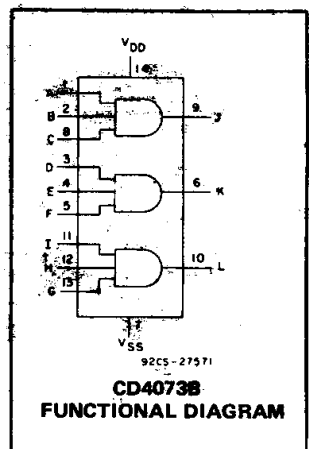 VDD
14
B 2
9 J
C 8
D 3
E 4
6 K
F 5
I 11
H 12
10 L
G 13
VSS
92CS-27571
CD4073B
FUNCTIONAL DIAGRAM